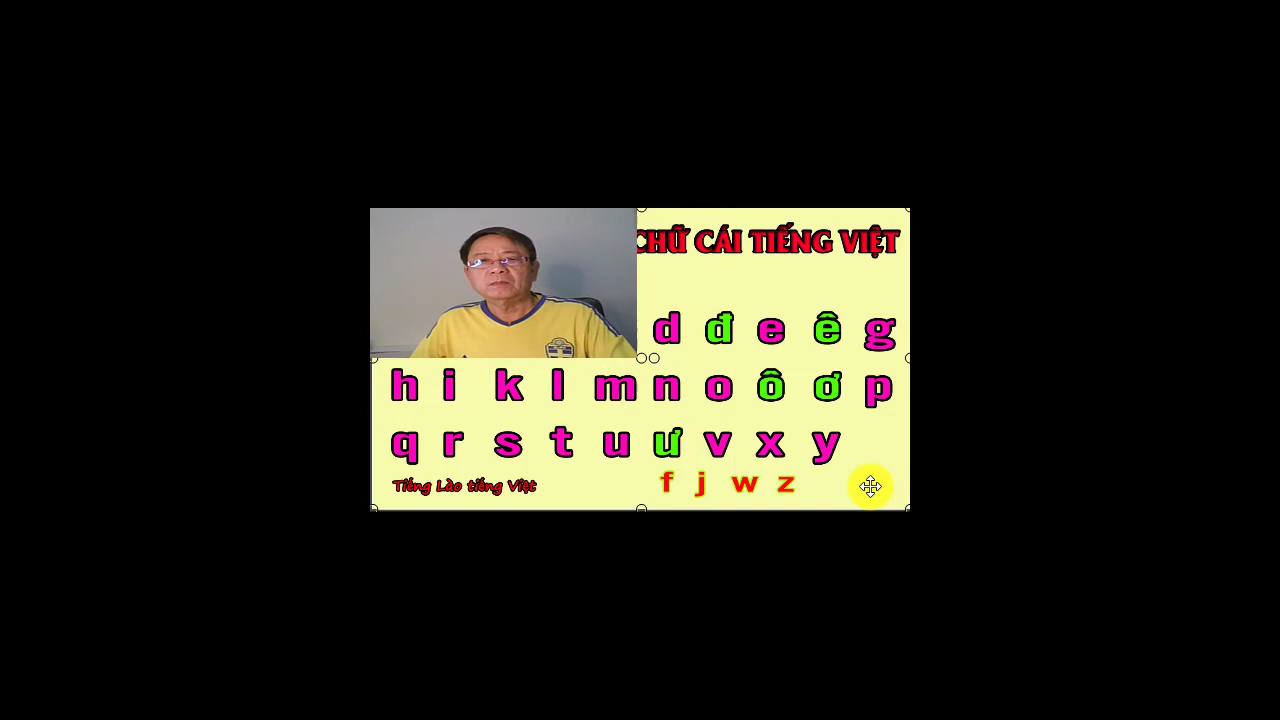 CHỮ CÁI TIẾNG VIỆT
d đ e ê g
h i k l m n o ô ơ p
q r s t u ư v x y
Tiếng Lào tiếng Việt
f j w z